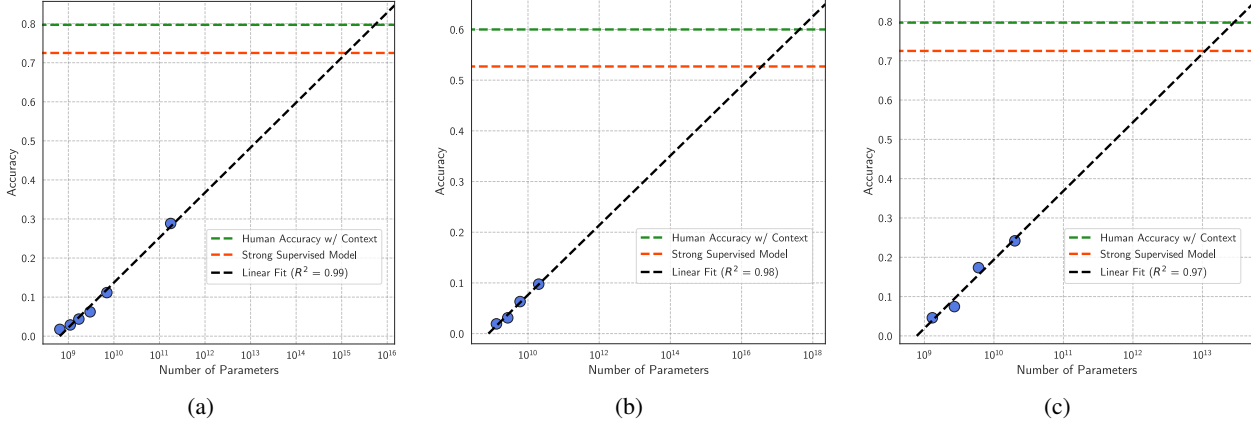 0.8
0.7
0.6
0.5
0.4
0.3
0.2
0.1
0.0
Accuracy
Human Accuracy w/ Context
Strong Supervised Model
Linear Fit (R² = 0.99)
10⁹ 10¹⁰ 10¹¹ 10¹² 10¹³ 10¹⁴ 10¹⁵ 10¹⁶
Number of Parameters
(a)
0.6
0.5
0.4
0.3
0.2
0.1
0.0
Accuracy
Human Accuracy w/ Context
Strong Supervised Model
Linear Fit (R² = 0.98)
10¹⁰ 10¹² 10¹⁴ 10¹⁶ 10¹⁸
Number of Parameters
(b)
0.8
0.7
0.6
0.5
0.4
0.3
0.2
0.1
0.0
Accuracy
Human Accuracy w/ Context
Strong Supervised Model
Linear Fit (R² = 0.97)
10⁹ 10¹⁰ 10¹¹ 10¹² 10¹³
Number of Parameters
(c)